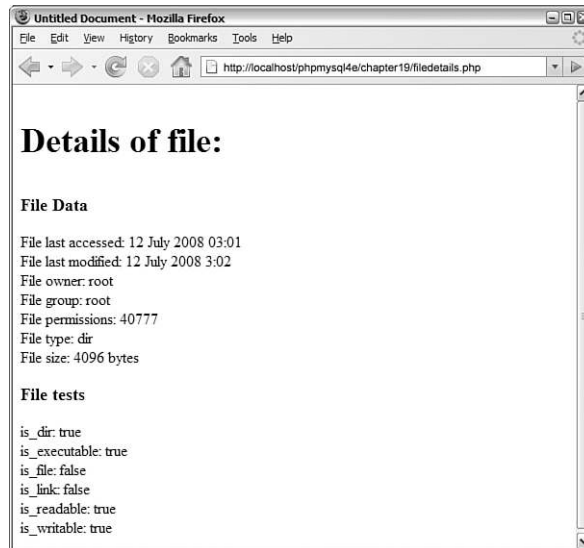 Untitled Document - Mozilla Firefox
File Edit View History Bookmarks Tools Help
http://localhost/phpmysql4e/chapter19/filedetails.php
Details of file:
File Data
File last accessed: 12 July 2008 03:01
File last modified: 12 July 2008 3:02
File owner: root
File group: root
File permissions: 40777
File type: dir
File size: 4096 bytes
File tests
is_dir: true
is_executable: true
is_file: false
is_link: false
is_readable: true
is_writable: true